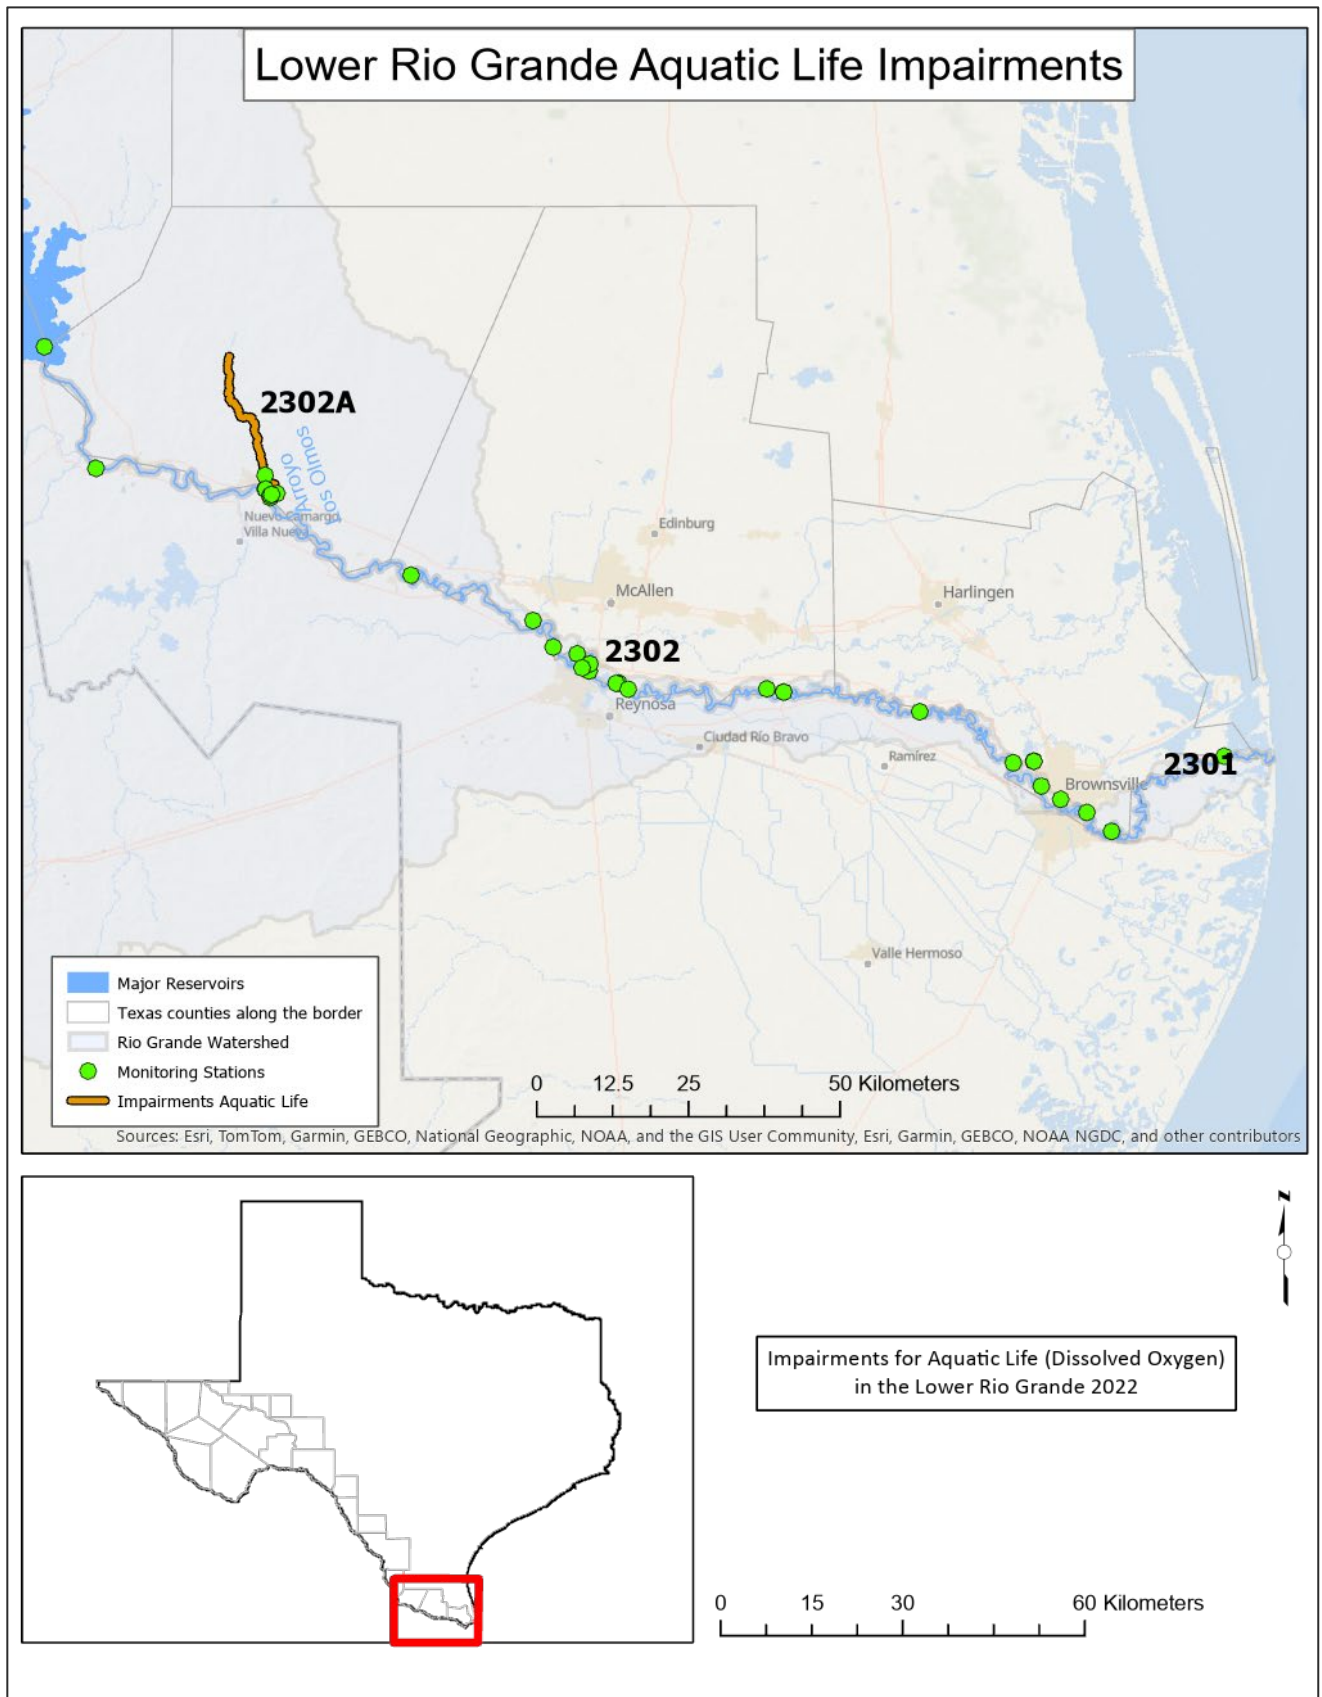 Lower Rio Grande Aquatic Life Impairments
2302A
Arroyo
Los Olmos
Nuevo Camargo
Villa Nueva
Edinburg
McAllen
Harlingen
2302
Reynosa
Ciudad Río Bravo
Ramírez
2301
Brownsville
Valle Hermoso
Major Reservoirs
Texas counties along the border
Rio Grande Watershed
Monitoring Stations
Impairments Aquatic Life
0 12.5 25 50 Kilometers
Sources: Esri, TomTom, Garmin, GEBCO, National Geographic, NOAA, and the GIS User Community, Esri, Garmin, GEBCO, NOAA NGDC, and other contributors
N
Impairments for Aquatic Life (Dissolved Oxygen)
in the Lower Rio Grande 2022
0 15 30 60 Kilometers